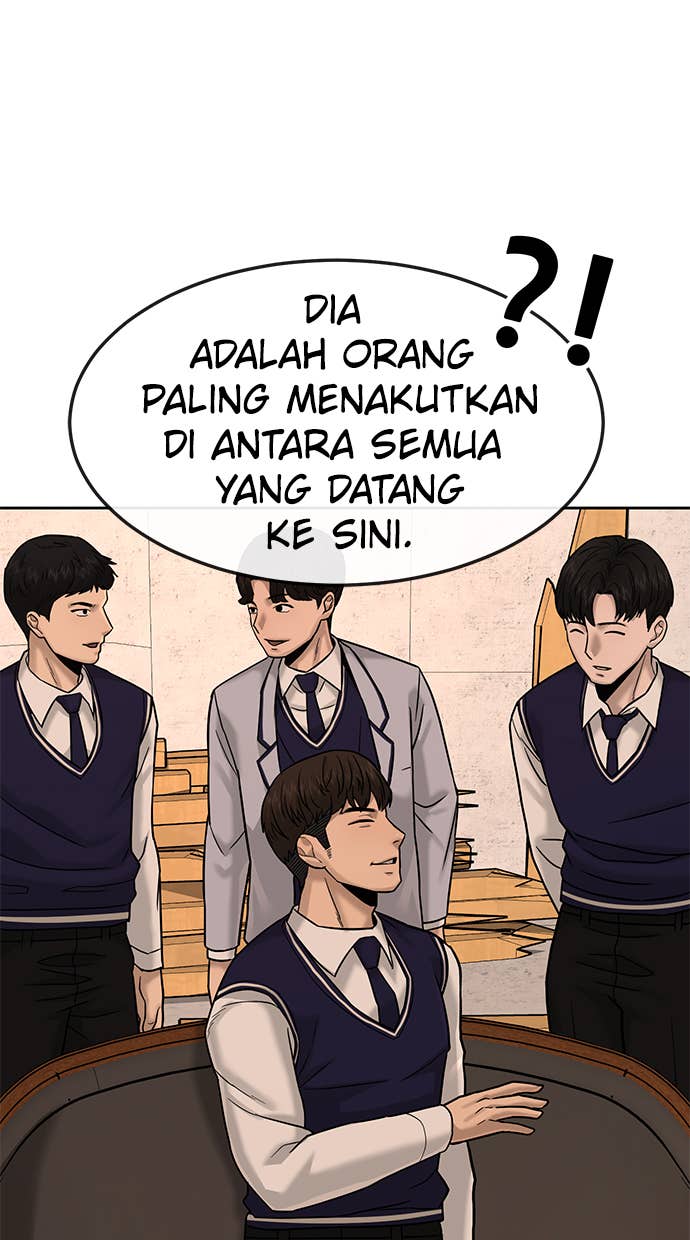 ?!
DIA
ADALAH ORANG
PALING MENAKUTKAN
DI ANTARA SEMUA
YANG DATANG
KE SINI.